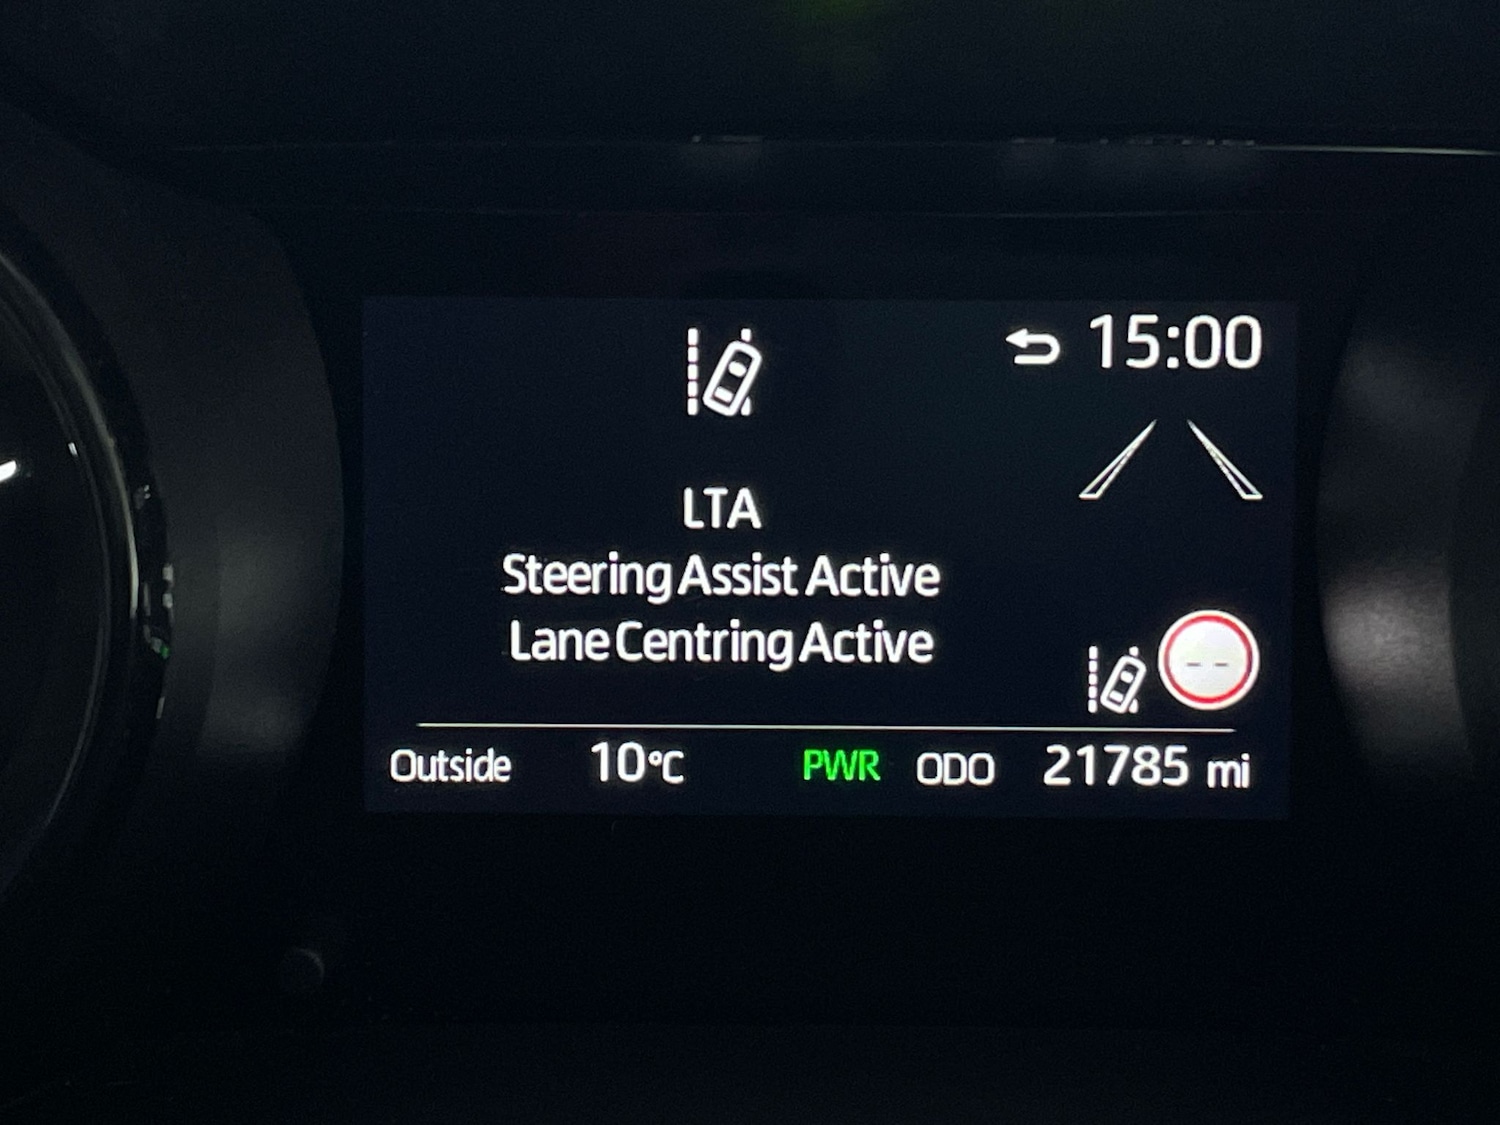 15:00
LTA
Steering Assist Active
Lane Centring Active
--
Outside 10°C PWR ODO 21785 mi